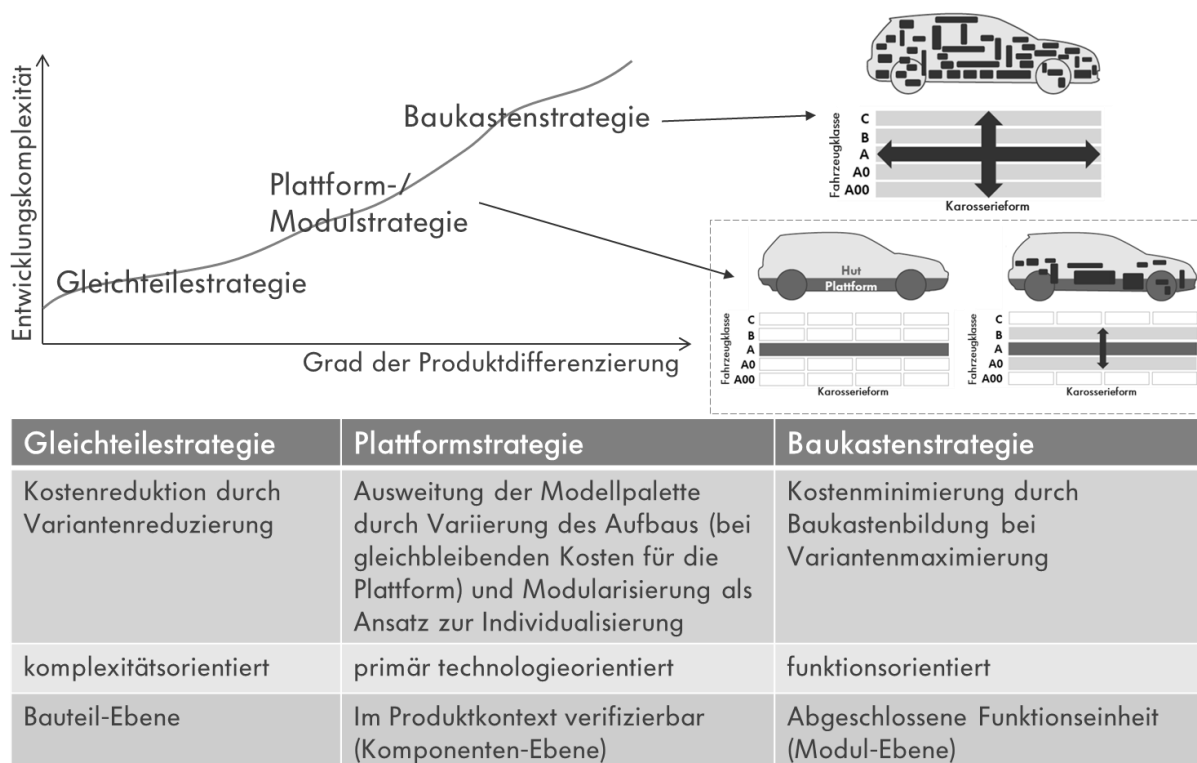 Entwicklungskomplexität
Gleichteilestrategie
Plattform-/
Modulstrategie
Baukastenstrategie
Grad der Produktdifferenzierung
Fahrzeugklasse
C
B
A
A0
A00
Karosserieform
Hut
Plattform
Fahrzeugklasse
C
B
A
A0
A00
Karosserieform
Fahrzeugklasse
C
B
A
A0
A00
Karosserieform
Gleichteilestrategie
Plattformstrategie
Baukastenstrategie
Kostenreduktion durch
Variantenreduzierung
Ausweitung der Modellpalette
durch Variierung des Aufbaus (bei
gleichbleibenden Kosten für die
Plattform) und Modularisierung als
Ansatz zur Individualisierung
Kostenminimierung durch
Baukastenbildung bei
Variantenmaximierung
komplexitätsorientiert
primär technologieorientiert
funktionsorientiert
Bauteil-Ebene
Im Produktkontext verifizierbar
(Komponenten-Ebene)
Abgeschlossene Funktionseinheit
(Modul-Ebene)